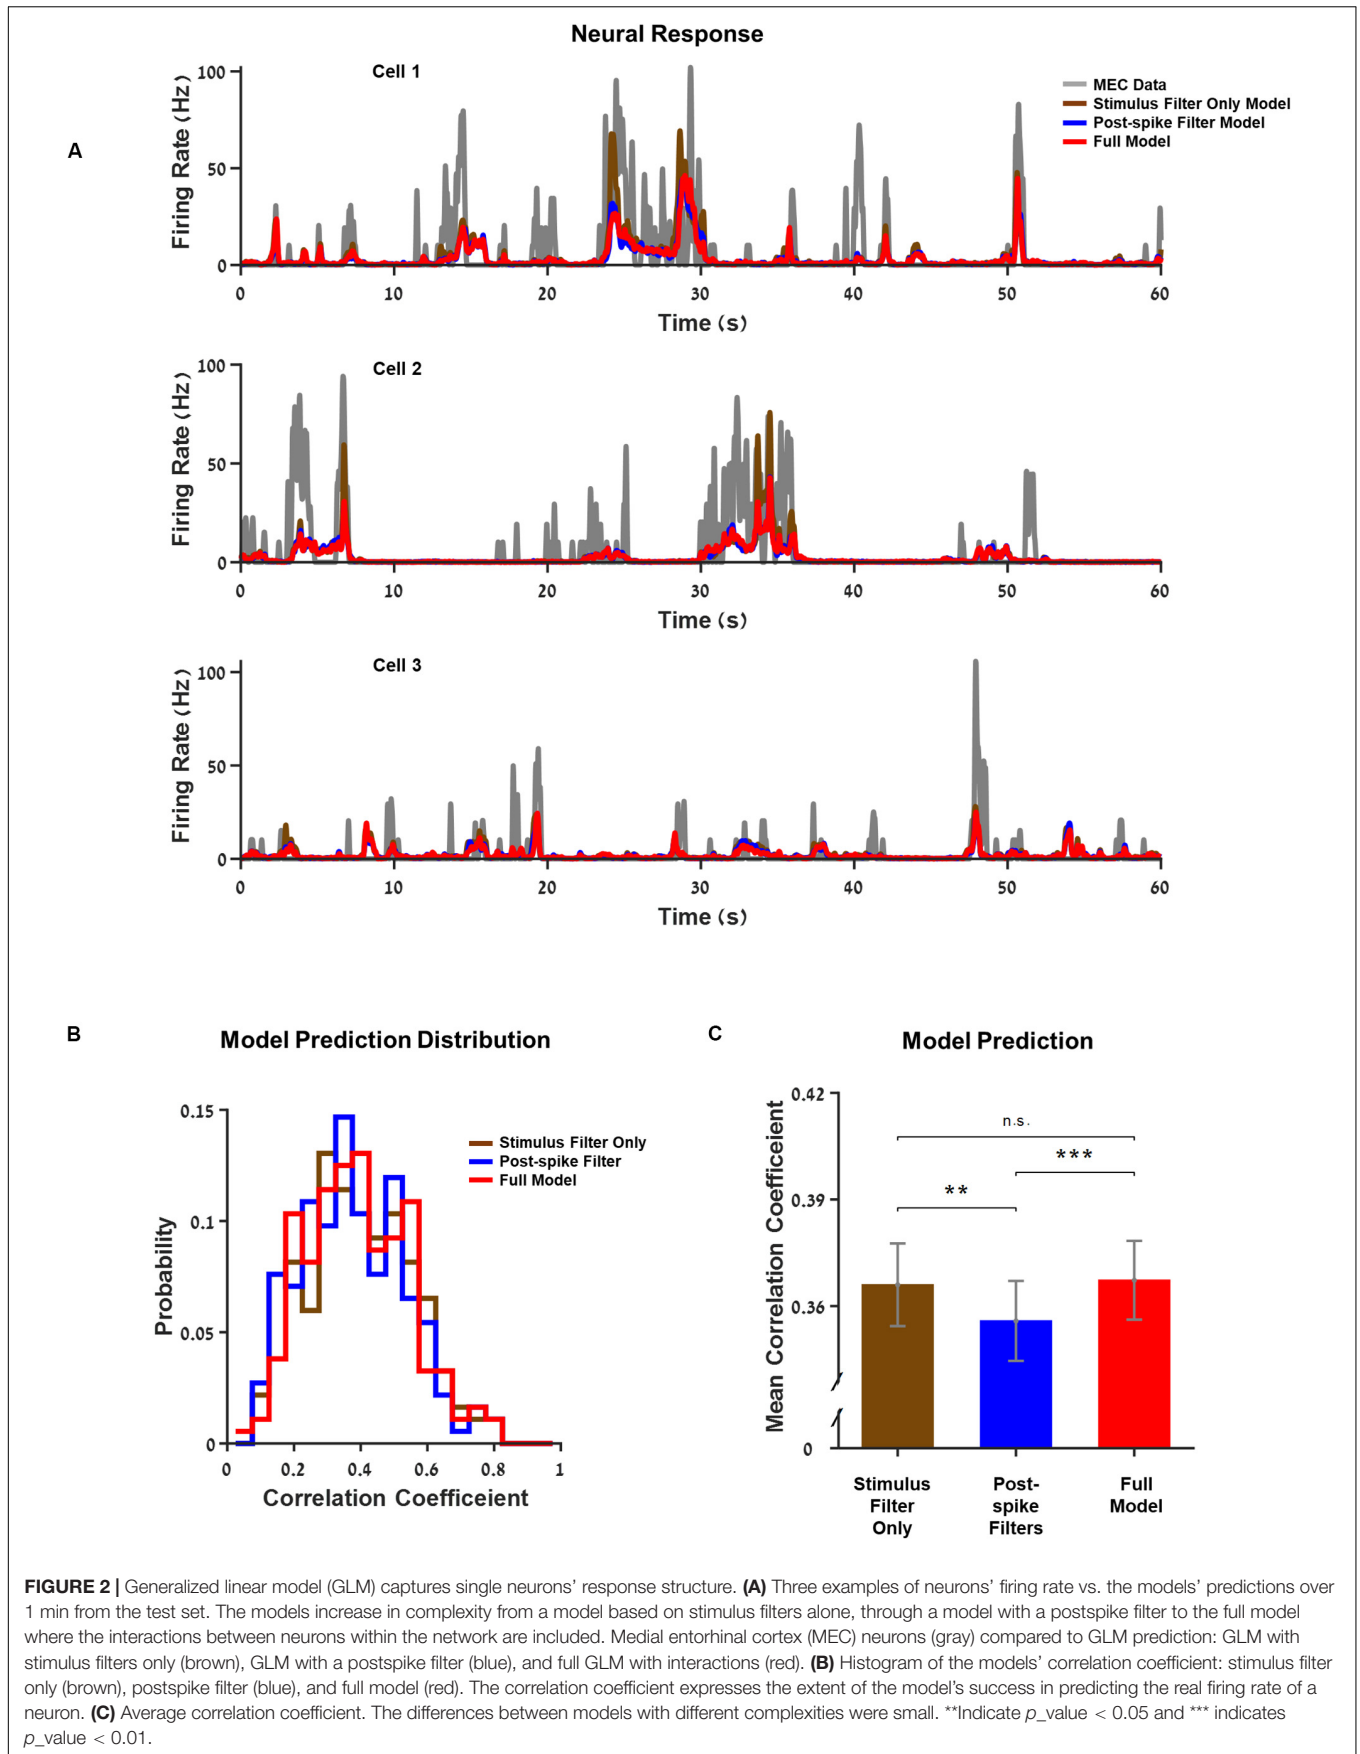 Neural Response
A
Cell 1
MEC Data
Stimulus Filter Only Model
Post-spike Filter Model
Full Model
Firing Rate (Hz)
100
50
0
0 10 20 30 40 50 60
Time (s)
Cell 2
Firing Rate (Hz)
100
50
0
0 10 20 30 40 50 60
Time (s)
Cell 3
Firing Rate (Hz)
100
50
0
0 10 20 30 40 50 60
Time (s)
B
Model Prediction Distribution
Stimulus Filter Only
Post-spike Filter
Full Model
Probability
0.15
0.1
0.05
0
0 0.2 0.4 0.6 0.8 1
Correlation Coefficeient
C
Model Prediction
Mean Correlation Coefficeient
0.42
0.39
0.36
0
n.s.
***
**
Stimulus
Filter
Only
Post-
spike
Filters
Full
Model
FIGURE 2 | Generalized linear model (GLM) captures single neurons' response structure. (A) Three examples of neurons' firing rate vs. the models' predictions over
1 min from the test set. The models increase in complexity from a model based on stimulus filters alone, through a model with a postspike filter to the full model
where the interactions between neurons within the network are included. Medial entorhinal cortex (MEC) neurons (gray) compared to GLM prediction: GLM with
stimulus filters only (brown), GLM with a postspike filter (blue), and full GLM with interactions (red). (B) Histogram of the models' correlation coefficient: stimulus filter
only (brown), postspike filter (blue), and full model (red). The correlation coefficient expresses the extent of the model's success in predicting the real firing rate of a
neuron. (C) Average correlation coefficient. The differences between models with different complexities were small. **Indicate p_value < 0.05 and *** indicates
p_value < 0.01.